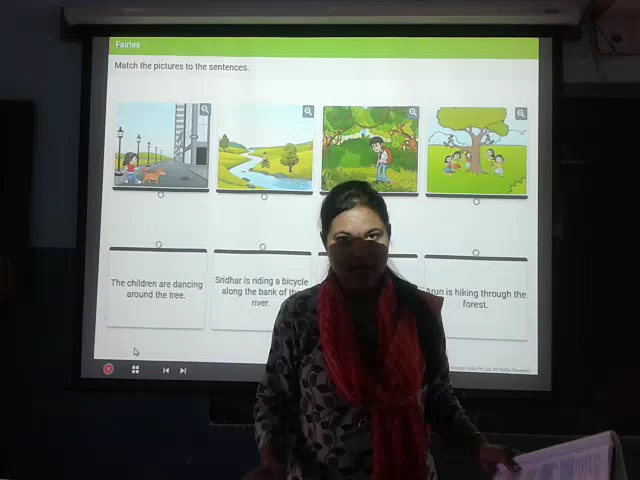 Fairies
Match the pictures to the sentences.
The children are dancing
around the tree.
Sridhar is riding a bicycle
along the bank of the
river.
Arun is hiking through the
forest.